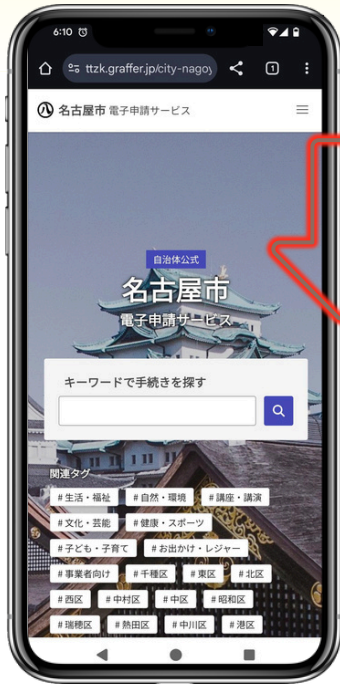 6:10
ttzk.graffer.jp/city-nagoy
1
名古屋市 電子申請サービス
自治体公式
名古屋市
電子申請サービス
キーワードで手続きを探す
関連タグ
#生活・福祉 #自然・環境 #講座・講演
#文化・芸能 #健康・スポーツ
#子ども・子育て #お出かけ・レジャー
#事業者向け #千種区 #東区 #北区
#西区 #中村区 #中区 #昭和区
#瑞穂区 #熱田区 #中川区 #港区